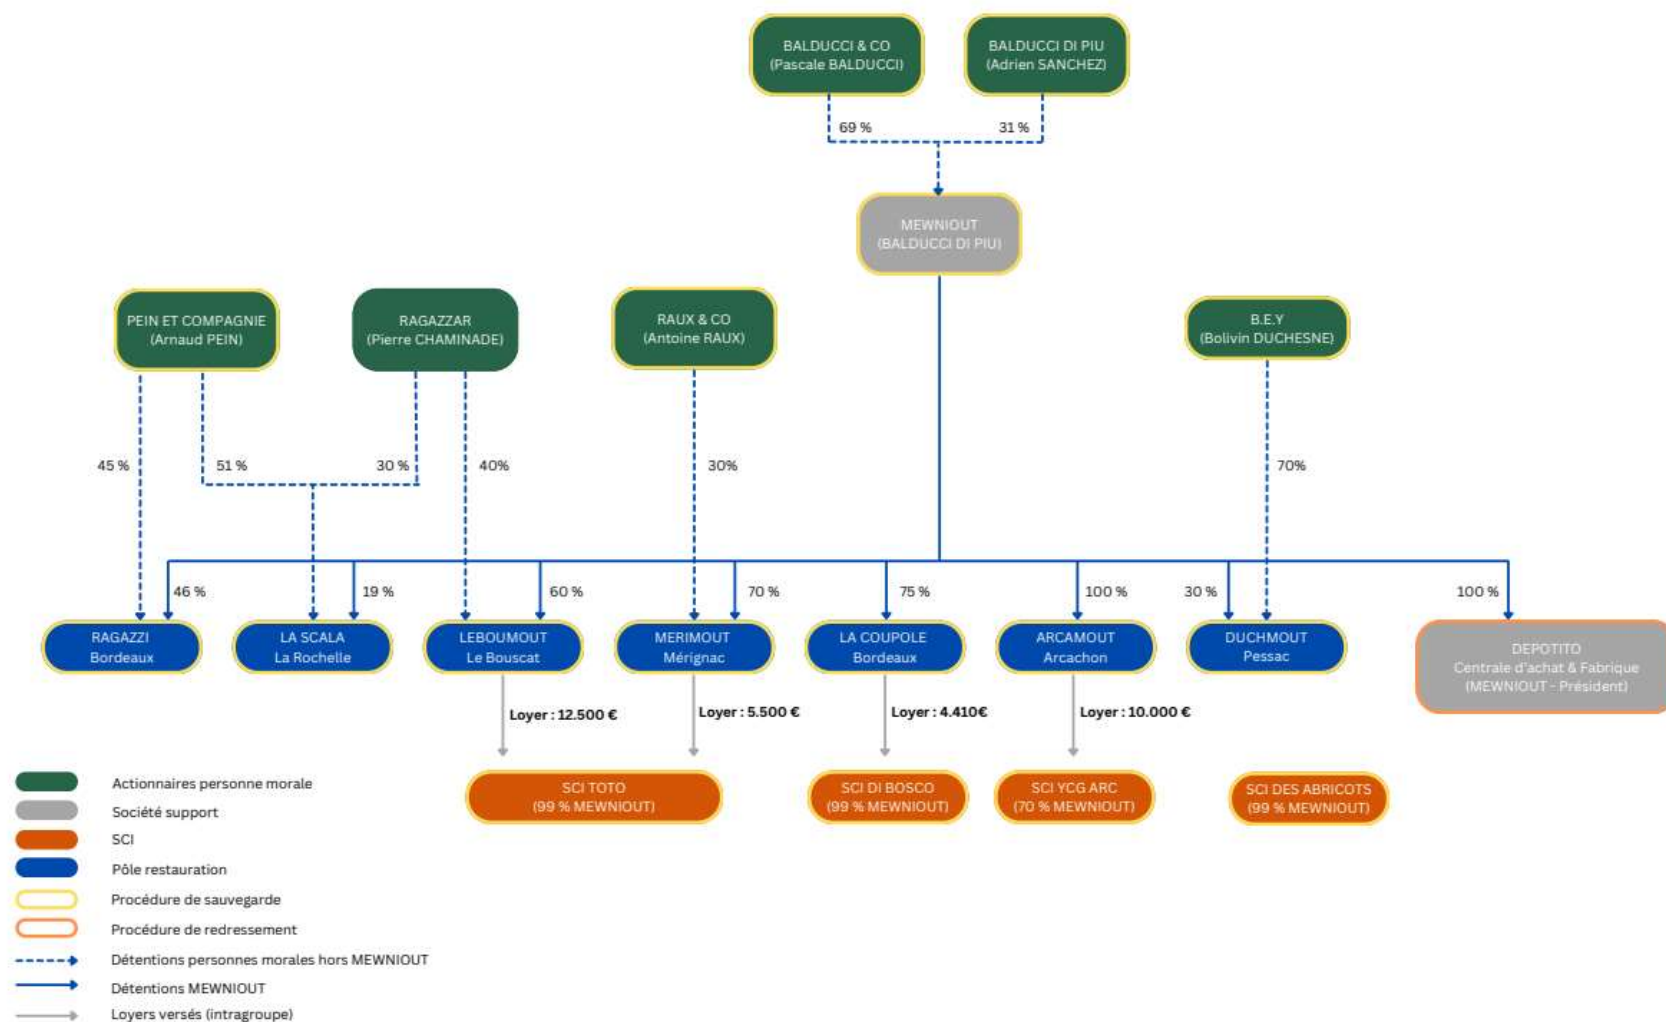 BALDUCCI & CO
(Pascale BALDUCCI)
BALDUCCI DI PIU
(Adrien SANCHEZ)
69 %
31 %
MEWNIOUT
(BALDUCCI DI PIU)
PEIN ET COMPAGNIE
(Arnaud PEIN)
RAGAZZAR
(Pierre CHAMINADE)
RAUX & CO
(Antoine RAUX)
B.E.Y
(Bolivin DUCHESNE)
45 %
51 %
30 %
40%
30%
70%
46 %
19 %
60 %
70 %
75 %
100 %
30 %
100 %
RAGAZZI
Bordeaux
LA SCALA
La Rochelle
LEBOUMOUT
Le Bouscat
MERIMOUT
Mérignac
LA COUPOLE
Bordeaux
ARCAMOUT
Arcachon
DUCHMOUT
Pessac
DEPOTITO
Centrale d'achat & Fabrique
(MEWNIOUT - Président)
Loyer : 12.500 €
Loyer : 5.500 €
Loyer : 4.410€
Loyer : 10.000 €
SCI TOTO
(99 % MEWNIOUT)
SCI DI BOSCO
(99 % MEWNIOUT)
SCI YCG ARC
(70 % MEWNIOUT)
SCI DES ABRICOTS
(99 % MEWNIOUT)
Actionnaires personne morale
Société support
SCI
Pôle restauration
Procédure de sauvegarde
Procédure de redressement
Détentions personnes morales hors MEWNIOUT
Détentions MEWNIOUT
Loyers versés (intragroupe)